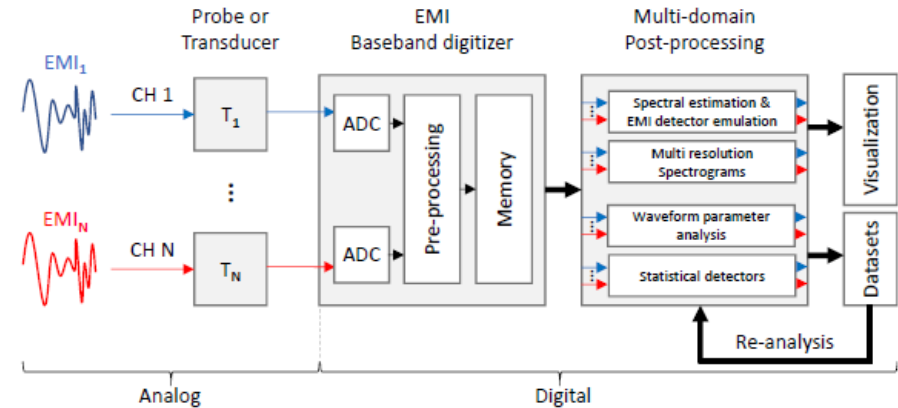 Probe or
Transducer
EMI
Baseband digitizer
Multi-domain
Post-processing
EMI1
CH 1
T1
ADC
Pre-processing
Memory
Spectral estimation &
EMI detector emulation
Multi resolution
Spectrograms
Visualization
...
EMIN
CH N
TN
ADC
Waveform parameter
analysis
Statistical detectors
Datasets
Re-analysis
Analog
Digital